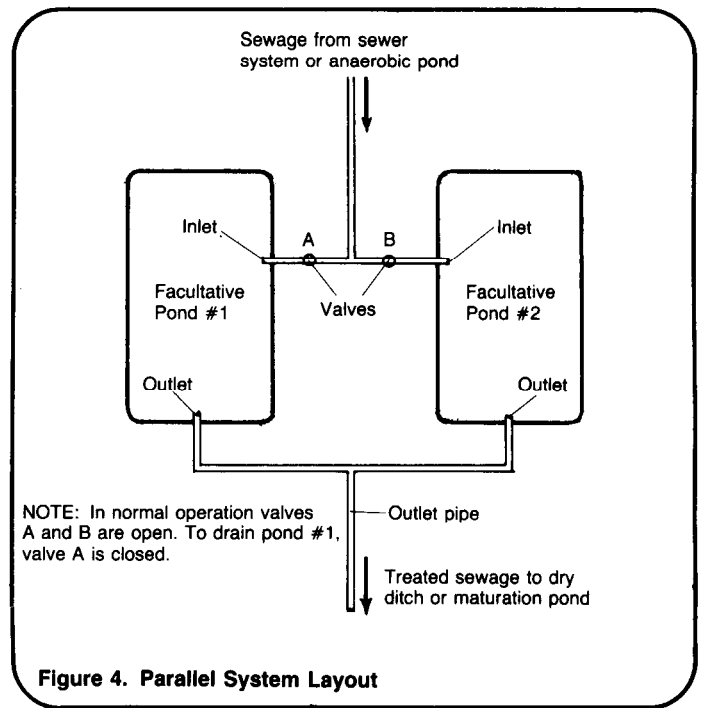 Sewage from sewer
system or anaerobic pond
Inlet
A
B
Inlet
Valves
Facultative
Pond #1
Facultative
Pond #2
Outlet
Outlet
NOTE: In normal operation valves
A and B are open. To drain pond #1,
valve A is closed.
Outlet pipe
Treated sewage to dry
ditch or maturation pond
Figure 4. Parallel System Layout